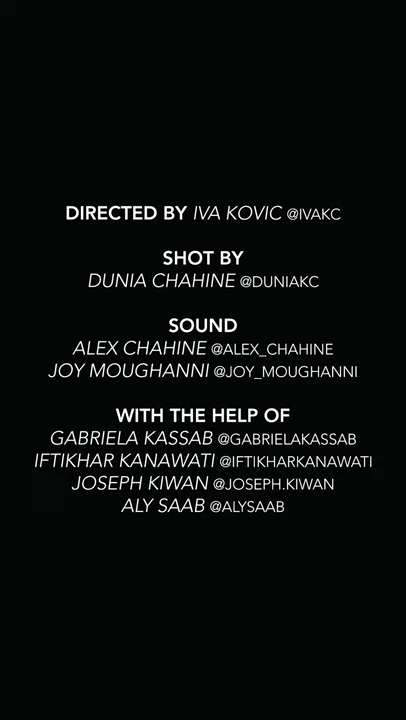 DIRECTED BY IVA KOVIC @IVAKC
SHOT BY
DUNIA CHAHINE @DUNIAKC
SOUND
ALEX CHAHINE @ALEX_CHAHINE
JOY MOUGHANNI @JOY_MOUGHANNI
WITH THE HELP OF
GABRIELA KASSAB @GABRIELAKASSAB
IFTIKHAR KANAWATI @IFTIKHARKANAWATI
JOSEPH KIWAN @JOSEPH.KIWAN
ALY SAAB @ALYSAAB